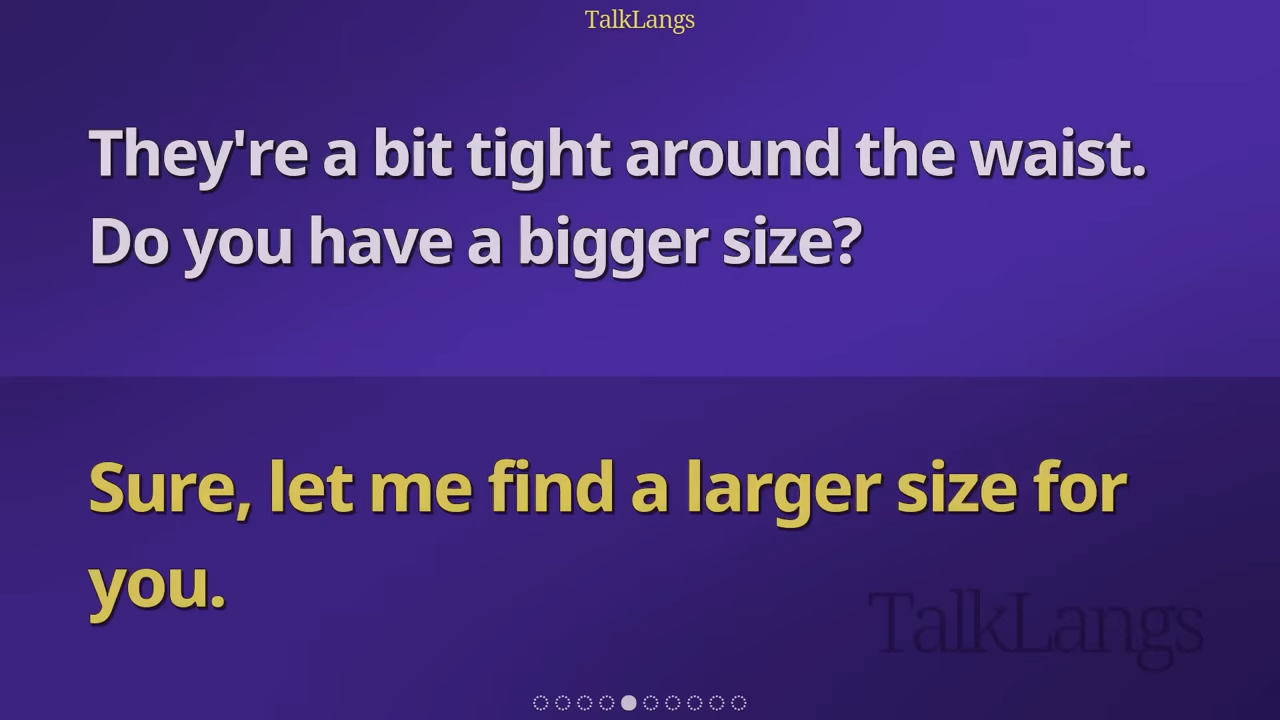 TalkLangs
They're a bit tight around the waist.
Do you have a bigger size?
Sure, let me find a larger size for
you.
TalkLangs